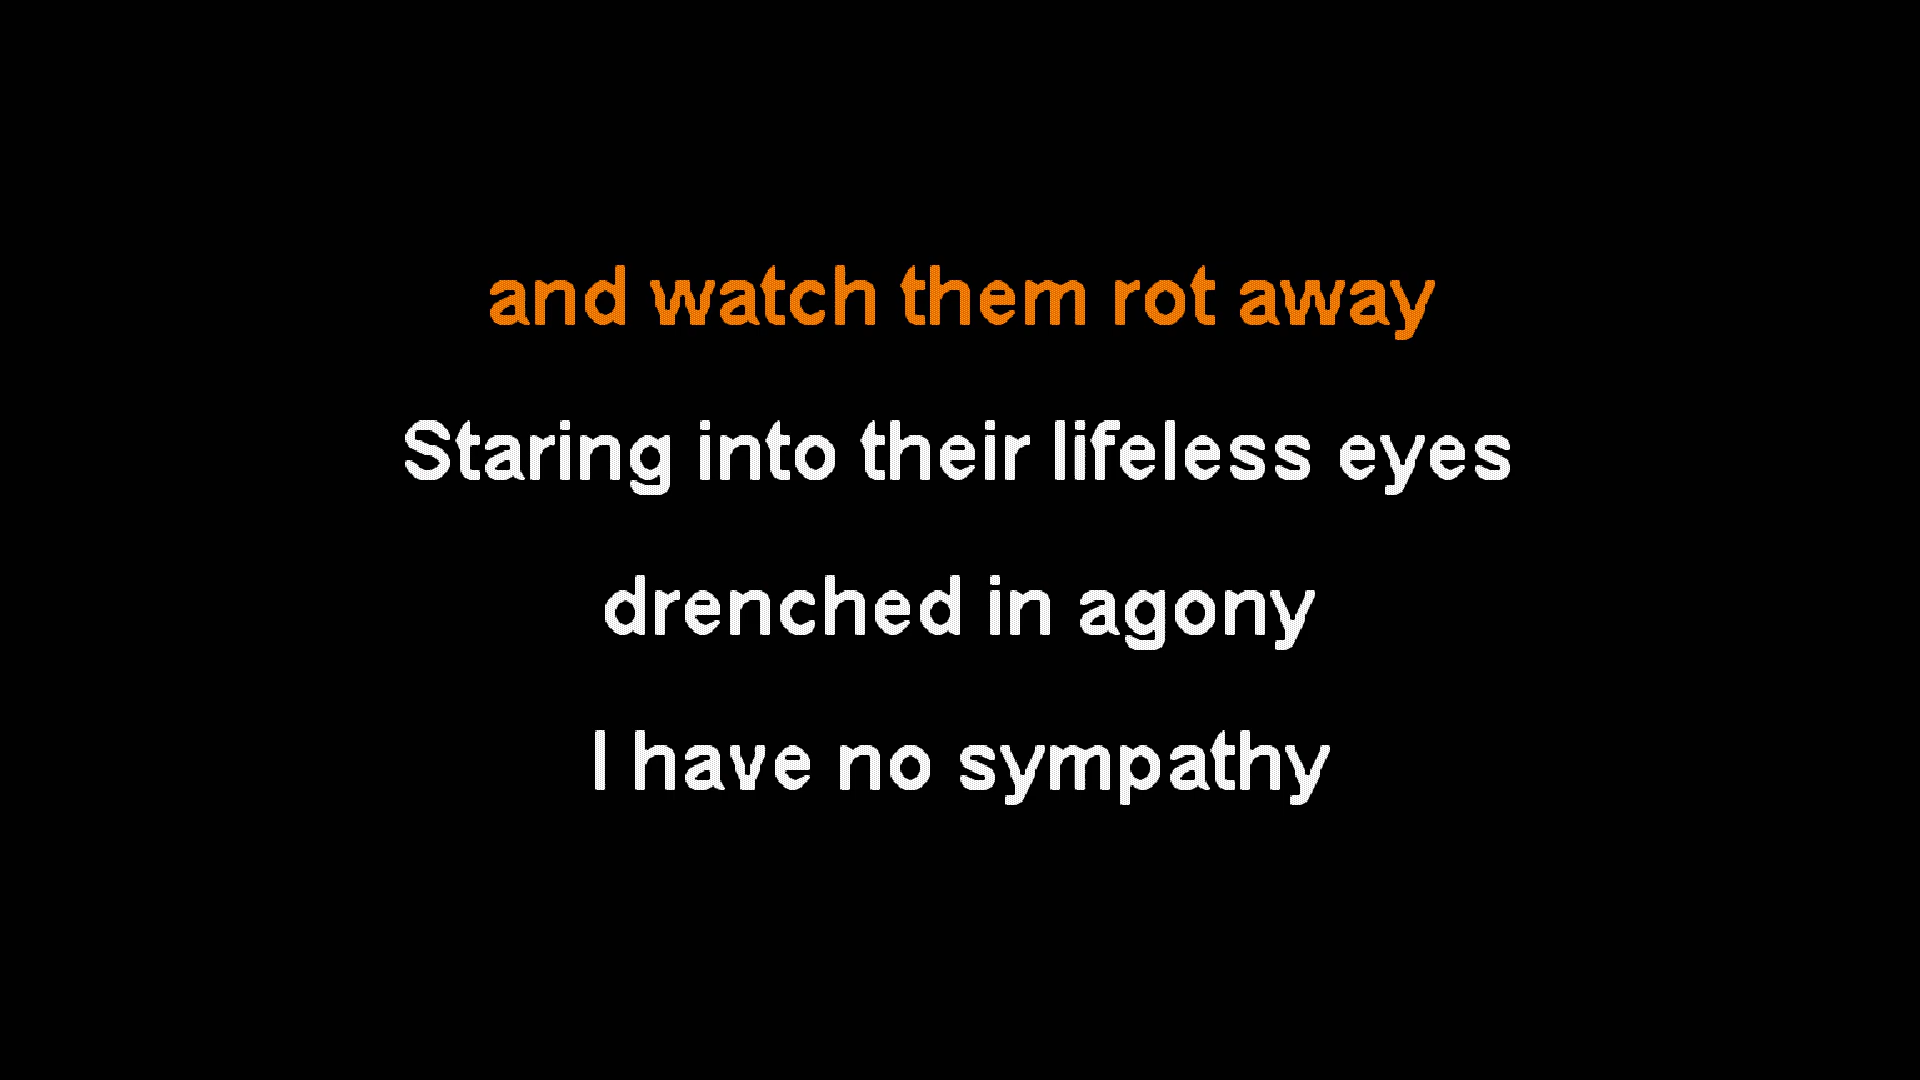 and watch them rot away
Staring into their lifeless eyes
drenched in agony
I have no sympathy